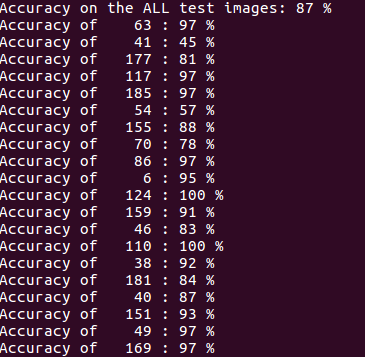 Accuracy on the ALL test images: 87 %
Accuracy of    63 : 97 %
Accuracy of    41 : 45 %
Accuracy of   177 : 81 %
Accuracy of   117 : 97 %
Accuracy of   185 : 97 %
Accuracy of    54 : 57 %
Accuracy of   155 : 88 %
Accuracy of    70 : 78 %
Accuracy of    86 : 97 %
Accuracy of     6 : 95 %
Accuracy of   124 : 100 %
Accuracy of   159 : 91 %
Accuracy of    46 : 83 %
Accuracy of   110 : 100 %
Accuracy of    38 : 92 %
Accuracy of   181 : 84 %
Accuracy of    40 : 87 %
Accuracy of   151 : 93 %
Accuracy of    49 : 97 %
Accuracy of   169 : 97 %